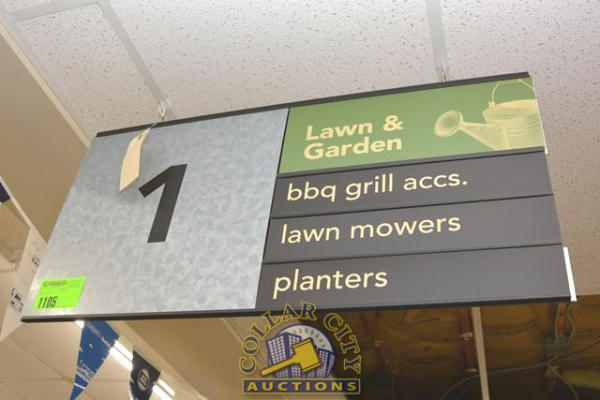 1
Lawn &
Garden
bbq grill accs.
lawn mowers
planters
1105
COLLAR CITY
AUCTIONS